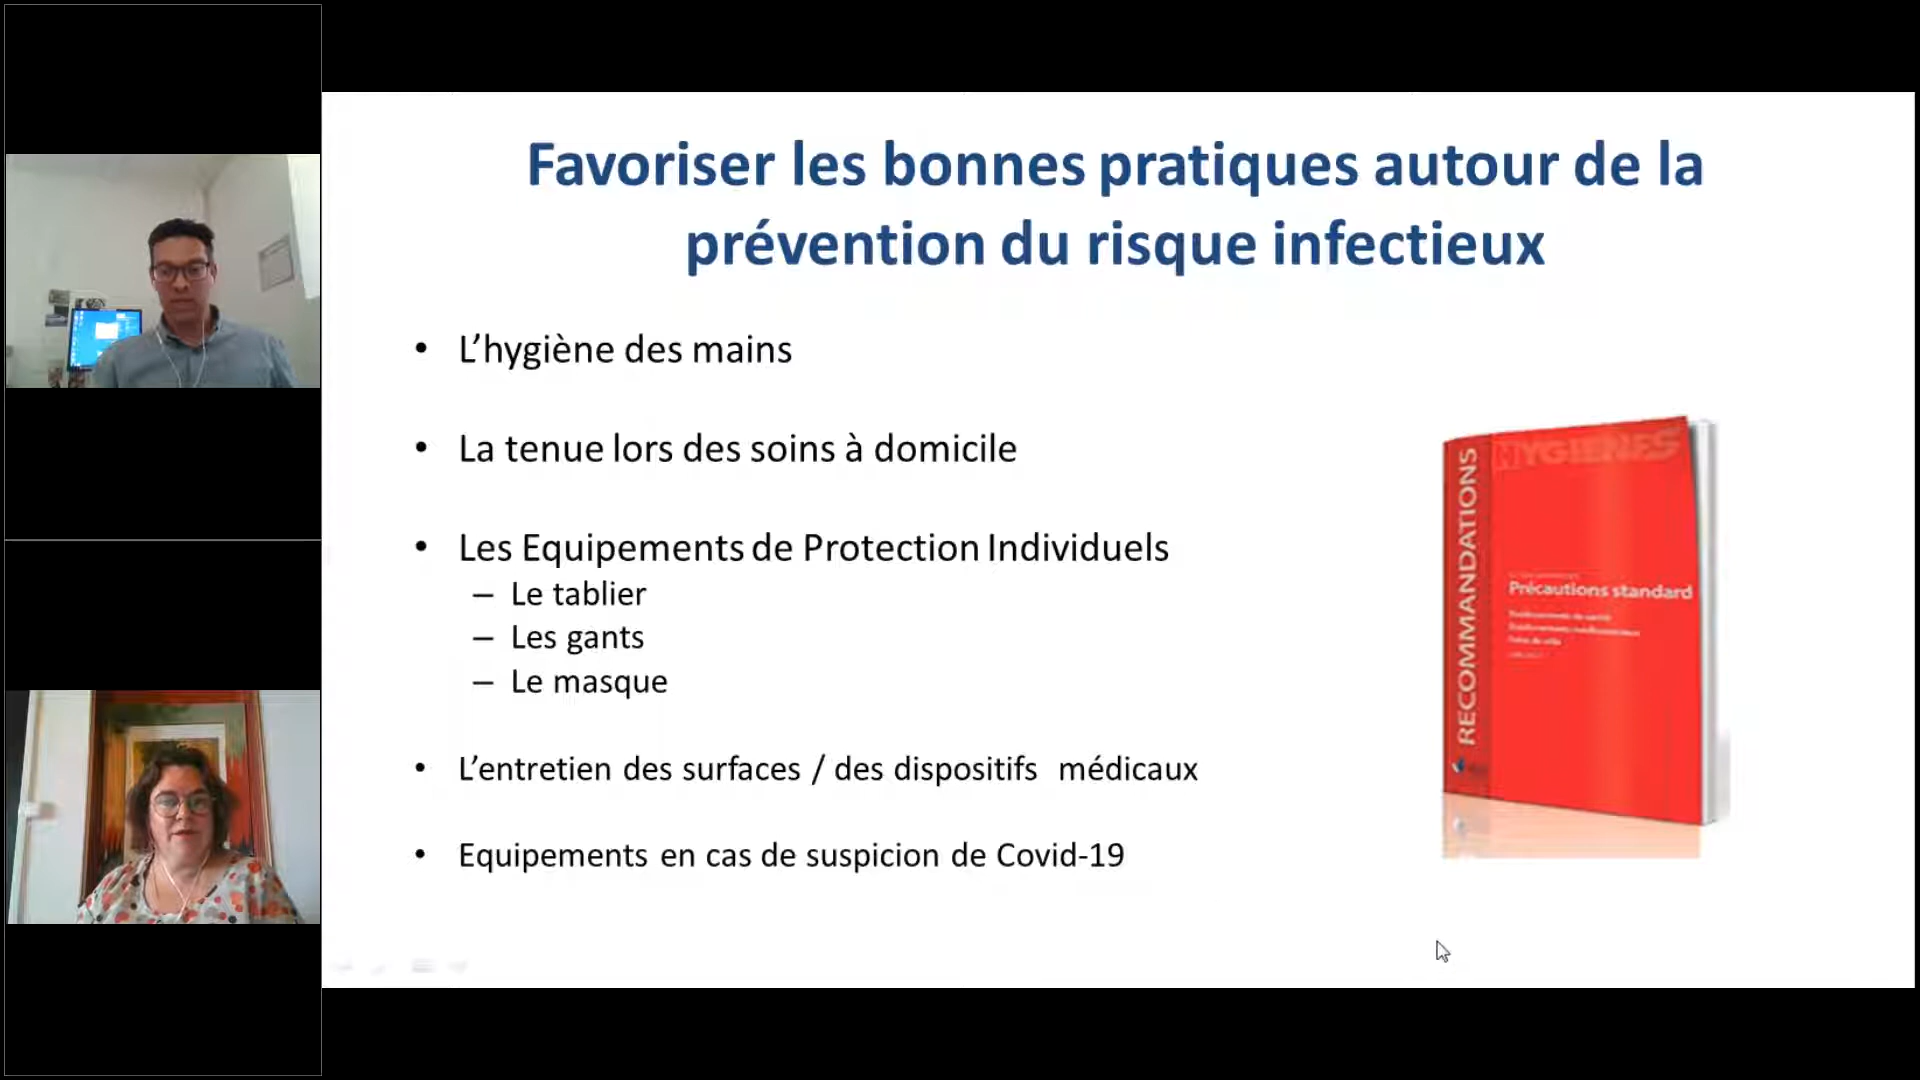 Favoriser les bonnes pratiques autour de la
prévention du risque infectieux
• L’hygiène des mains
• La tenue lors des soins à domicile
• Les Equipements de Protection Individuels
– Le tablier
– Les gants
– Le masque
• L’entretien des surfaces / des dispositifs médicaux
• Equipements en cas de suspicion de Covid-19
RECOMMANDATIONS
HYGIENES
Précautions standard